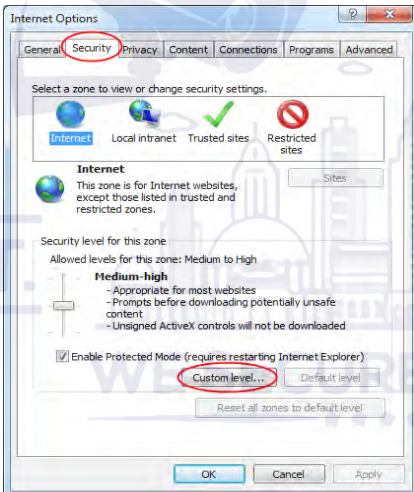 Internet Options
General Security Privacy Content Connections Programs Advanced
Select a zone to view or change security settings.
Internet Local intranet Trusted sites Restricted
sites
Internet
Sites
This zone is for Internet websites,
except those listed in trusted and
restricted zones.
Security level for this zone
Allowed levels for this zone: Medium to High
Medium-high
- Appropriate for most websites
- Prompts before downloading potentially unsafe
content
- Unsigned ActiveX controls will not be downloaded
Enable Protected Mode (requires restarting Internet Explorer)
Custom level... Default level
Reset all zones to default level
OK Cancel Apply